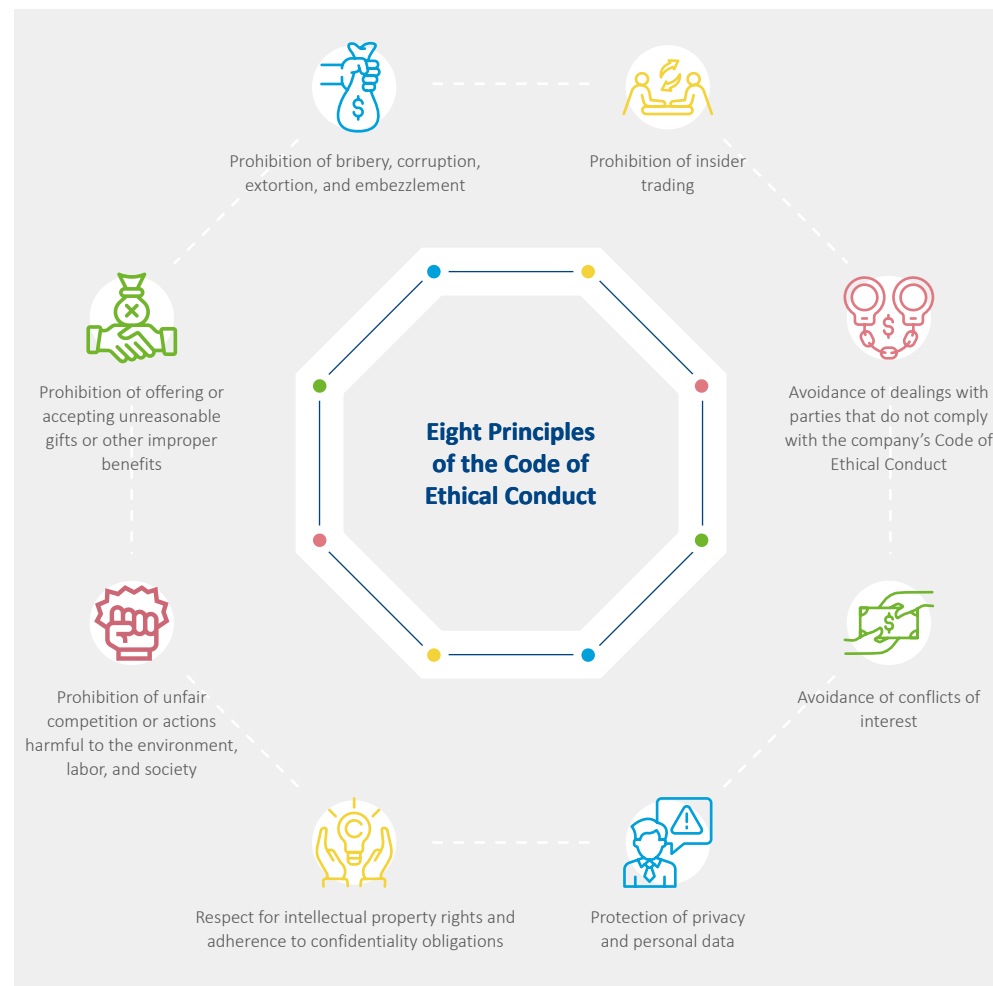 Prohibition of bribery, corruption,
extortion, and embezzlement
Prohibition of insider
trading
Prohibition of offering or
accepting unreasonable
gifts or other improper
benefits
Avoidance of dealings with
parties that do not comply
with the company's Code of
Ethical Conduct
Eight Principles
of the Code of
Ethical Conduct
Prohibition of unfair
competition or actions
harmful to the environment,
labor, and society
Avoidance of conflicts of
interest
Respect for intellectual property rights and
adherence to confidentiality obligations
Protection of privacy
and personal data